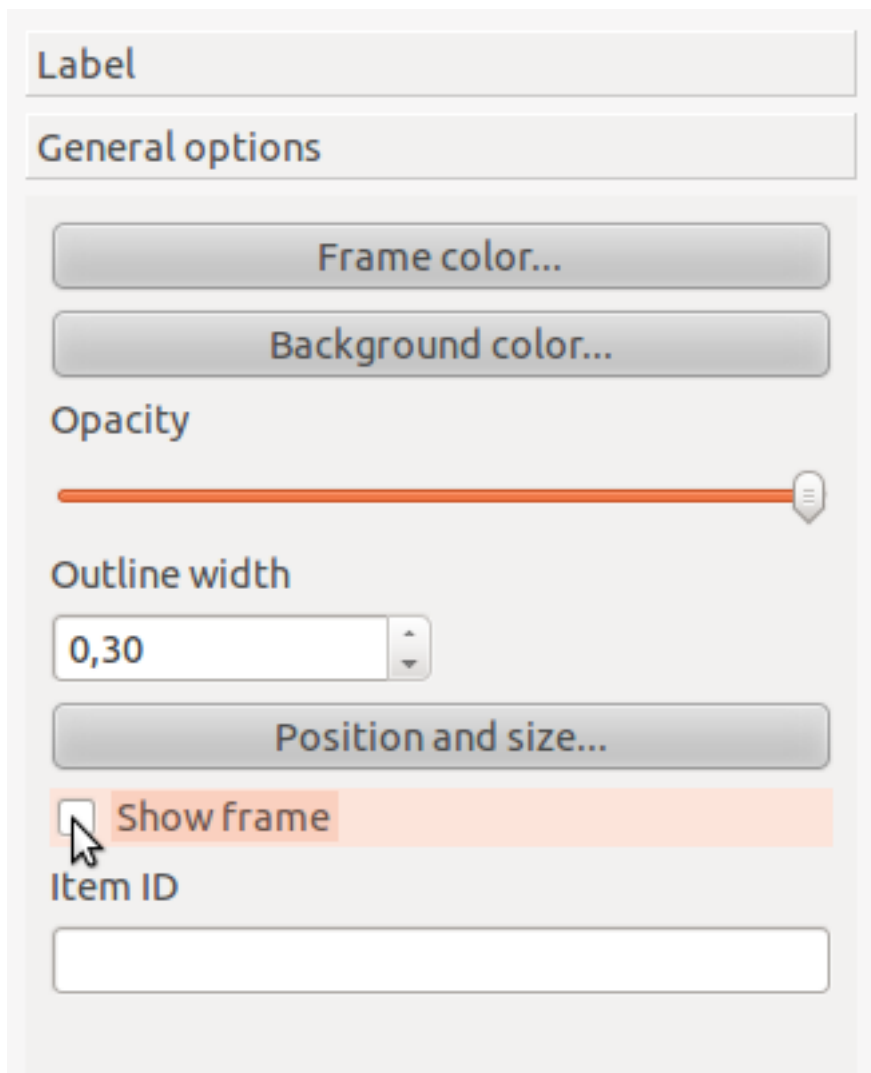 Label
General options
Frame color...
Background color...
Opacity
Outline width
0,30
Position and size...
Show frame
Item ID